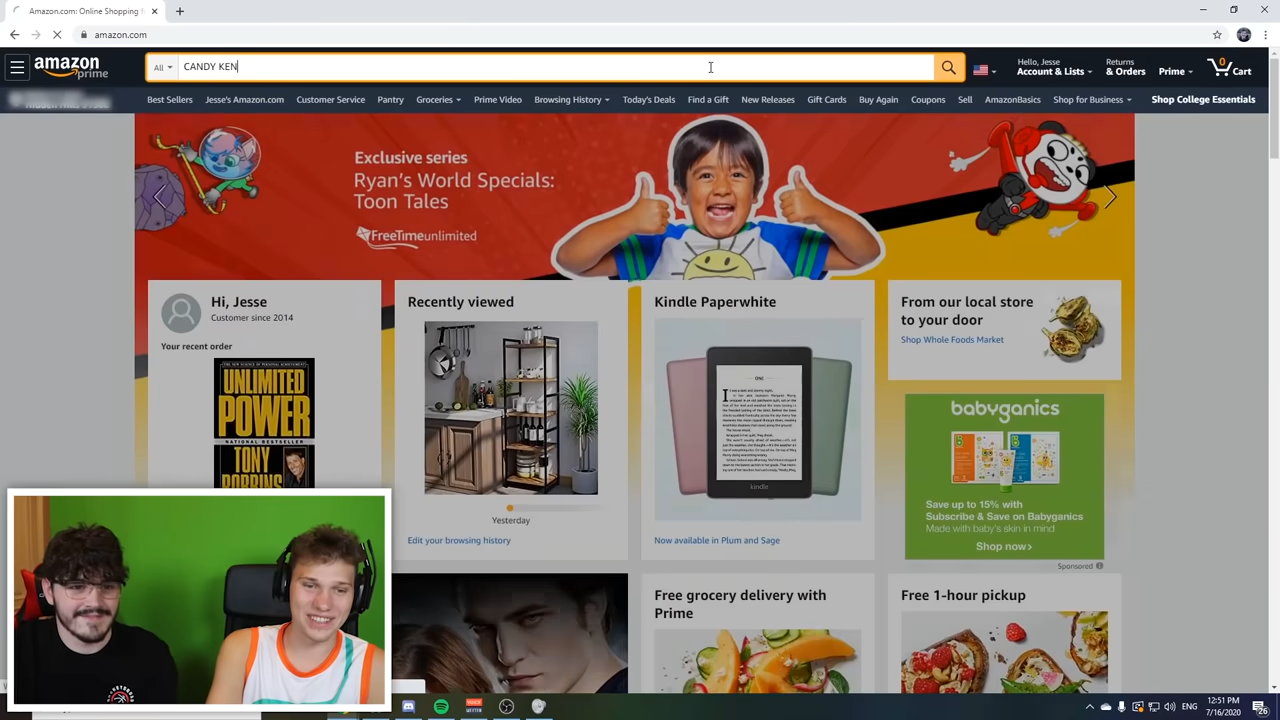 Amazon.com: Online Shopping f
amazon.com
amazon
prime
All
CANDY KEN
Hello, Jesse
Account & Lists
Returns
& Orders
Prime
0
Cart
Best Sellers
Jesse's Amazon.com
Customer Service
Pantry
Groceries
Prime Video
Browsing History
Today's Deals
Find a Gift
New Releases
Gift Cards
Buy Again
Coupons
Sell
AmazonBasics
Shop for Business
Shop College Essentials
Exclusive series
Ryan's World Specials:
Toon Tales
FreeTime unlimited
Hi, Jesse
Customer since 2014
Your recent order
UNLIMITED
POWER
NATIONAL BESTSELLER
TONY
ROBBINS
Recently viewed
Yesterday
Edit your browsing history
Kindle Paperwhite
kindle
Now available in Plum and Sage
From our local store
to your door
Shop Whole Foods Market
babyganics
Save up to 15% with
Subscribe & Save on Babyganics
Made with baby's skin in mind
Shop now>
Sponsored
Free grocery delivery with
Prime
Free 1-hour pickup
ENG
12:51 PM
7/16/2020
26